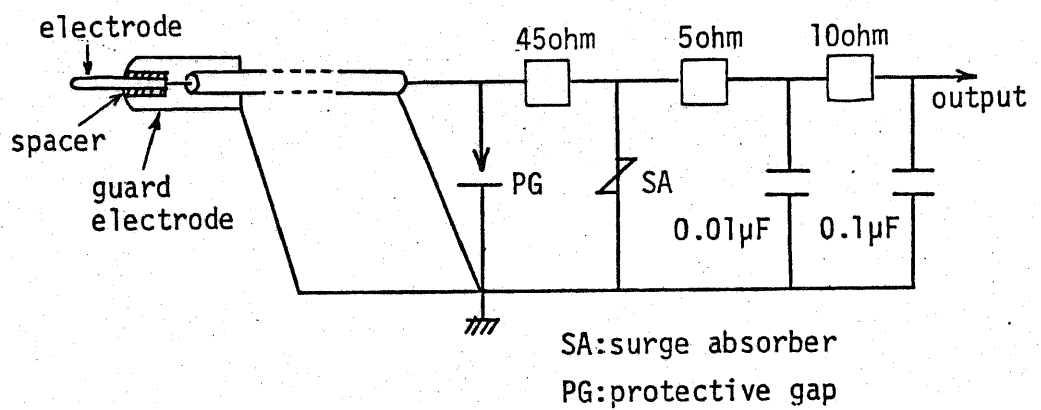 electrode
45ohm
5ohm
10ohm
output
spacer
guard
electrode
PG
SA
0.01μF
0.1μF
SA:surge absorber
PG:protective gap